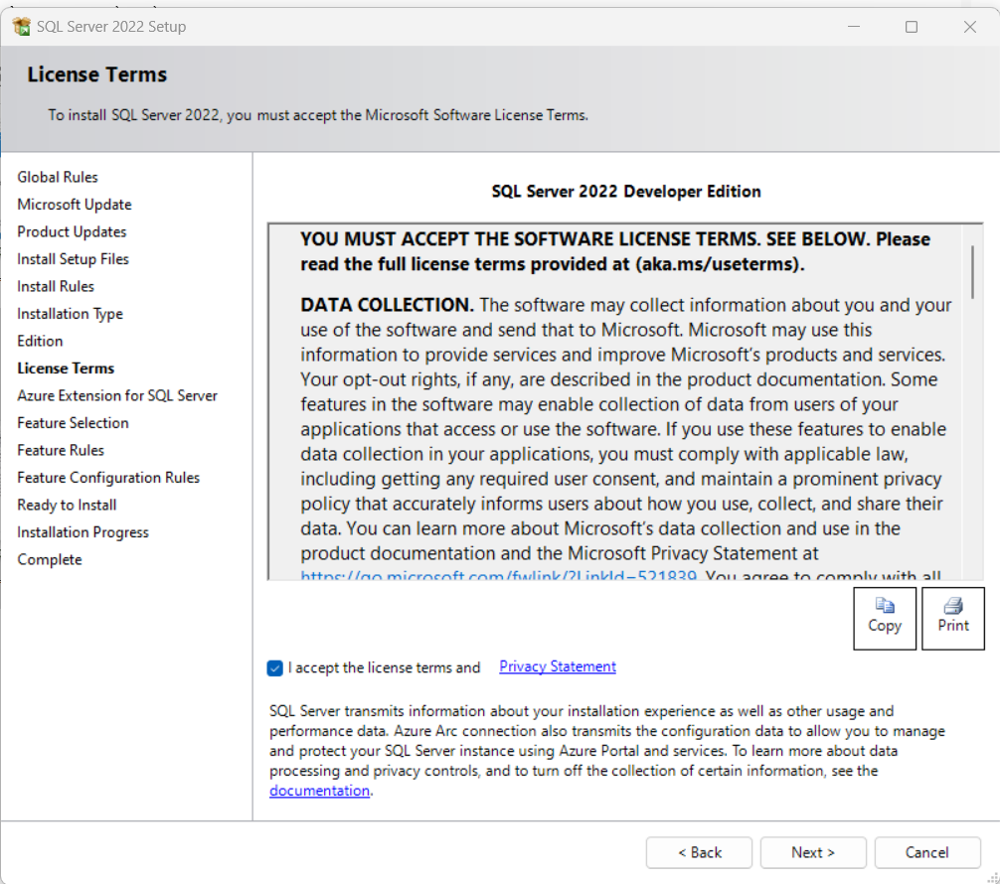 SQL Server 2022 Setup
License Terms
To install SQL Server 2022, you must accept the Microsoft Software License Terms.
Global Rules
Microsoft Update
Product Updates
Install Setup Files
Install Rules
Installation Type
Edition
License Terms
Azure Extension for SQL Server
Feature Selection
Feature Rules
Feature Configuration Rules
Ready to Install
Installation Progress
Complete
SQL Server 2022 Developer Edition
YOU MUST ACCEPT THE SOFTWARE LICENSE TERMS. SEE BELOW. Please
read the full license terms provided at (aka.ms/useterms).
DATA COLLECTION. The software may collect information about you and your
use of the software and send that to Microsoft. Microsoft may use this
information to provide services and improve Microsoft's products and services.
Your opt-out rights, if any, are described in the product documentation. Some
features in the software may enable collection of data from users of your
applications that access or use the software. If you use these features to enable
data collection in your applications, you must comply with applicable law,
including getting any required user consent, and maintain a prominent privacy
policy that accurately informs users about how you use, collect, and share their
data. You can learn more about Microsoft's data collection and use in the
product documentation and the Microsoft Privacy Statement at
https://go.microsoft.com/fwlink/?LinkId=521839. You agree to comply with all
Copy
Print
I accept the license terms and Privacy Statement
SQL Server transmits information about your installation experience as well as other usage and
performance data. Azure Arc connection also transmits the configuration data to allow you to manage
and protect your SQL Server instance using Azure Portal and services. To learn more about data
processing and privacy controls, and to turn off the collection of certain information, see the
documentation.
< Back
Next >
Cancel